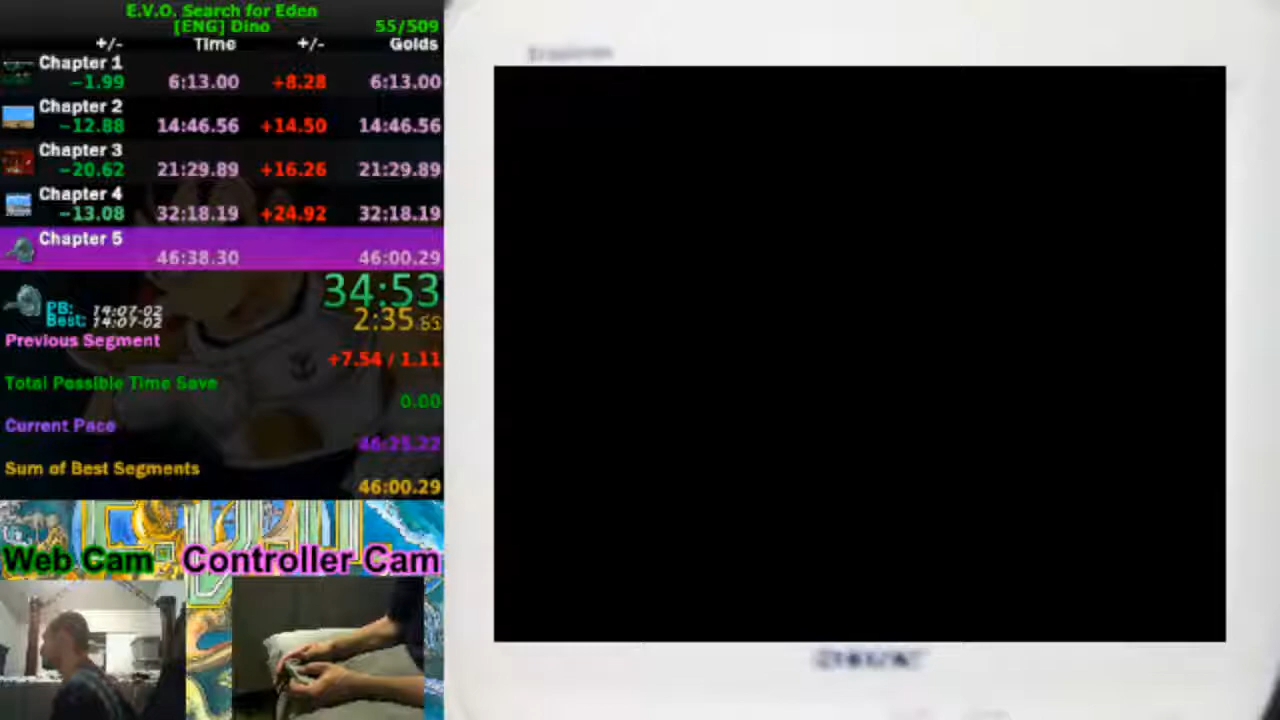 E.V.O. Search for Eden
[ENG] Dino 55/509
+/- Time +/- Golds
Chapter 1
-1.99 6:13.00 +8.28 6:13.00
Chapter 2
-12.88 14:46.56 +14.50 14:46.56
Chapter 3
-20.62 21:29.89 +16.26 21:29.89
Chapter 4
-13.08 32:18.19 +24.92 32:18.19
Chapter 5
46:38.30 46:00.29
34:53
PB: 14:07-02
Best: 14:07-02
2:35
Previous Segment
+7.54 / 1.11
Total Possible Time Save
0.00
Current Pace
46:25.22
Sum of Best Segments
46:00.29
Web Cam Controller Cam